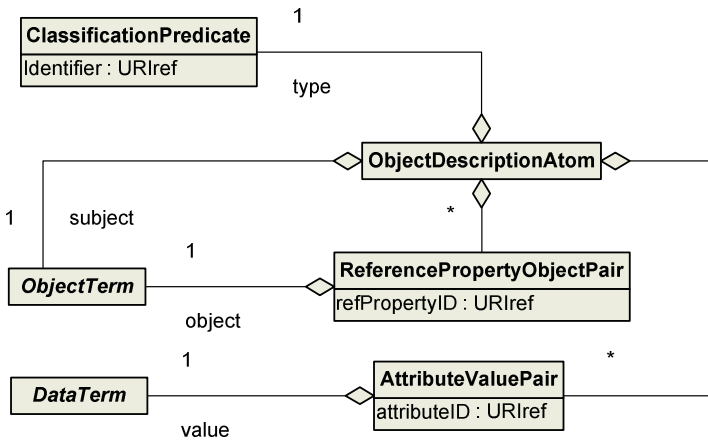 1
ClassificationPredicate
Identifier : URIref
type
ObjectDescriptionAtom
1
subject
*
1
ReferencePropertyObjectPair
ObjectTerm
refPropertyID : URIref
object
1
*
AttributeValuePair
DataTerm
attributeID : URIref
value